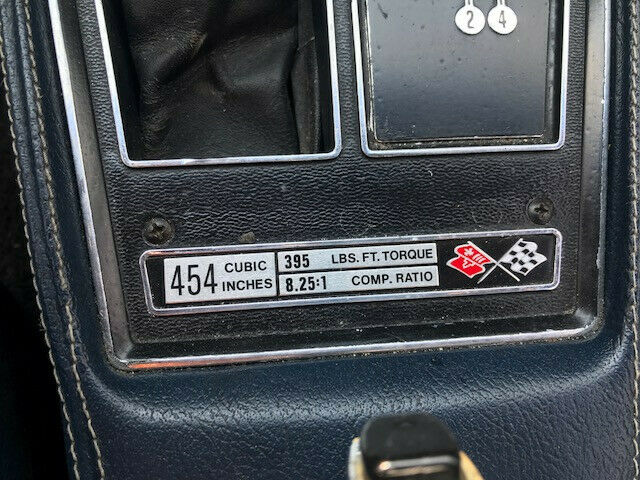 2 4
454 CUBIC INCHES
395 LBS. FT. TORQUE
8.25:1 COMP. RATIO